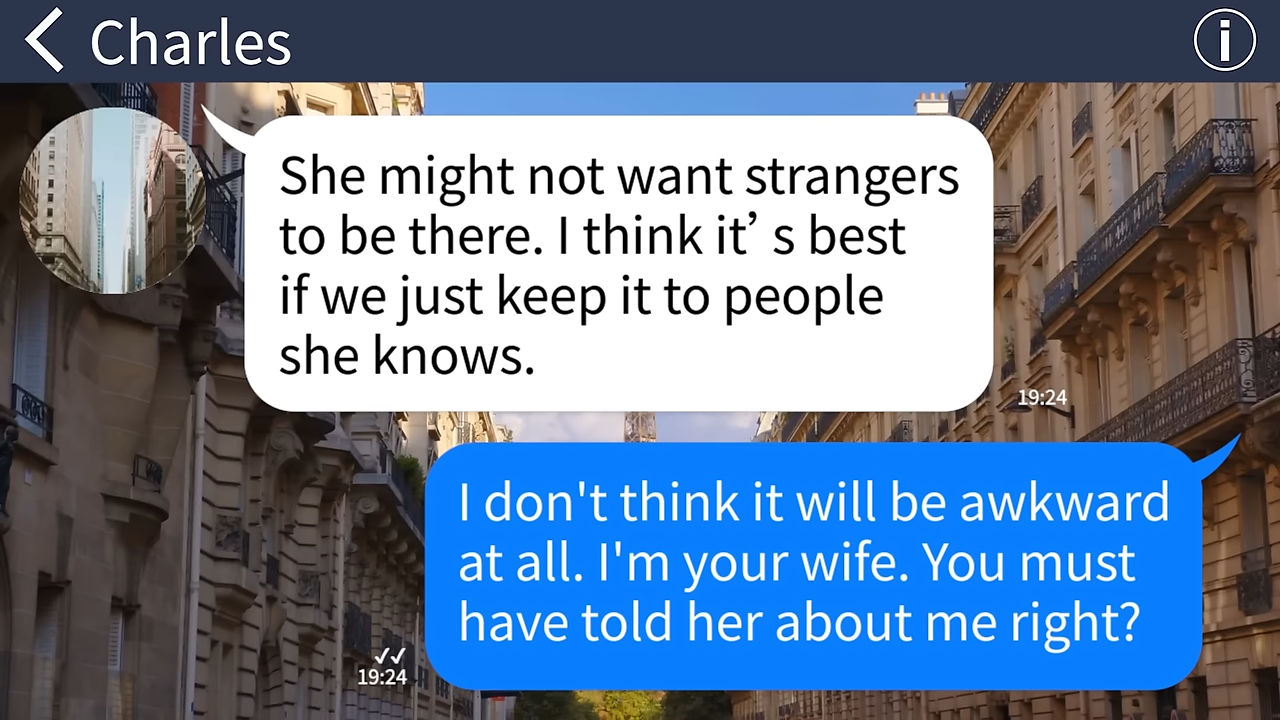 Charles
She might not want strangers
to be there. I think it’ s best
if we just keep it to people
she knows.
19:24
I don't think it will be awkward
at all. I'm your wife. You must
have told her about me right?
19:24